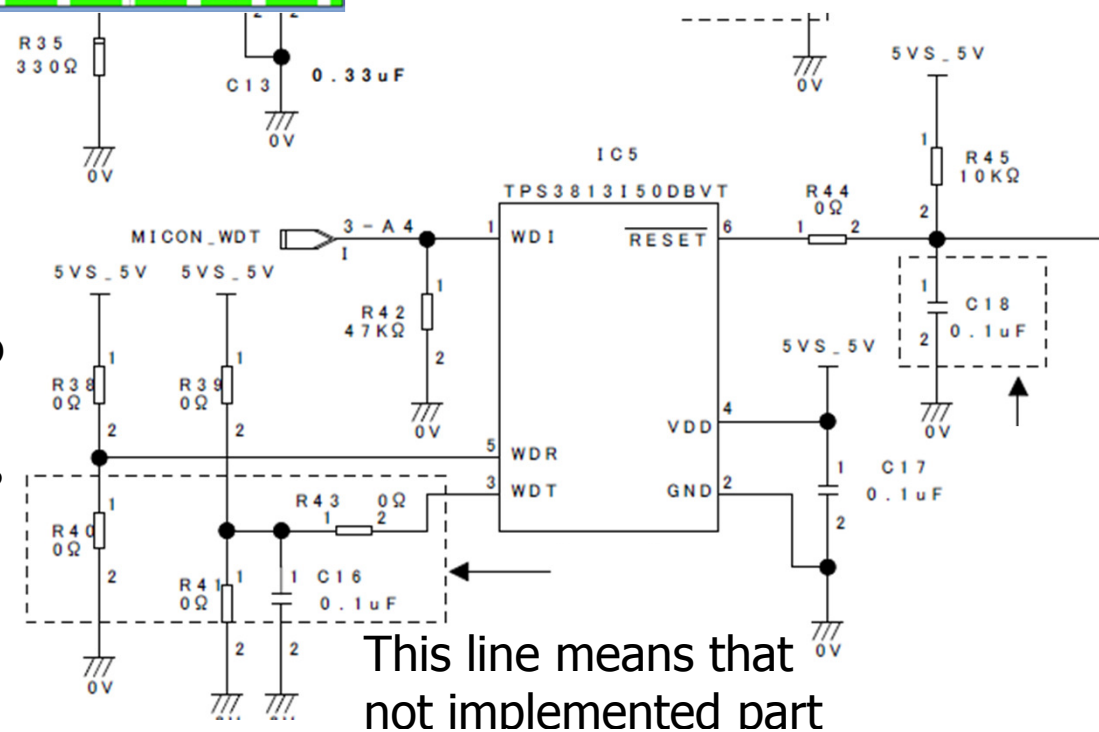 R35
330Ω
0V
C13
0.33uF
0V
0V
5VS_5V
1
R45
10KΩ
2
IC5
TPS3813I50DBVT
R44
0Ω
1 2
MICON_WDT
3-A4
I
1 WDI
RESET 6
5VS_5V 5VS_5V
1
R42
47KΩ
2
0V
1
C18
0.1uF
2
0V
5VS_5V
1
R38
0Ω
2
1
R39
0Ω
2
VDD 4
5 WDR
3 WDT
GND 2
1
C17
0.1uF
2
0V
R43 0Ω
1 2
1
R40
0Ω
2
0V
R41 1
0Ω
2
1 C16
0.1uF
2
This line means that
not implemented part